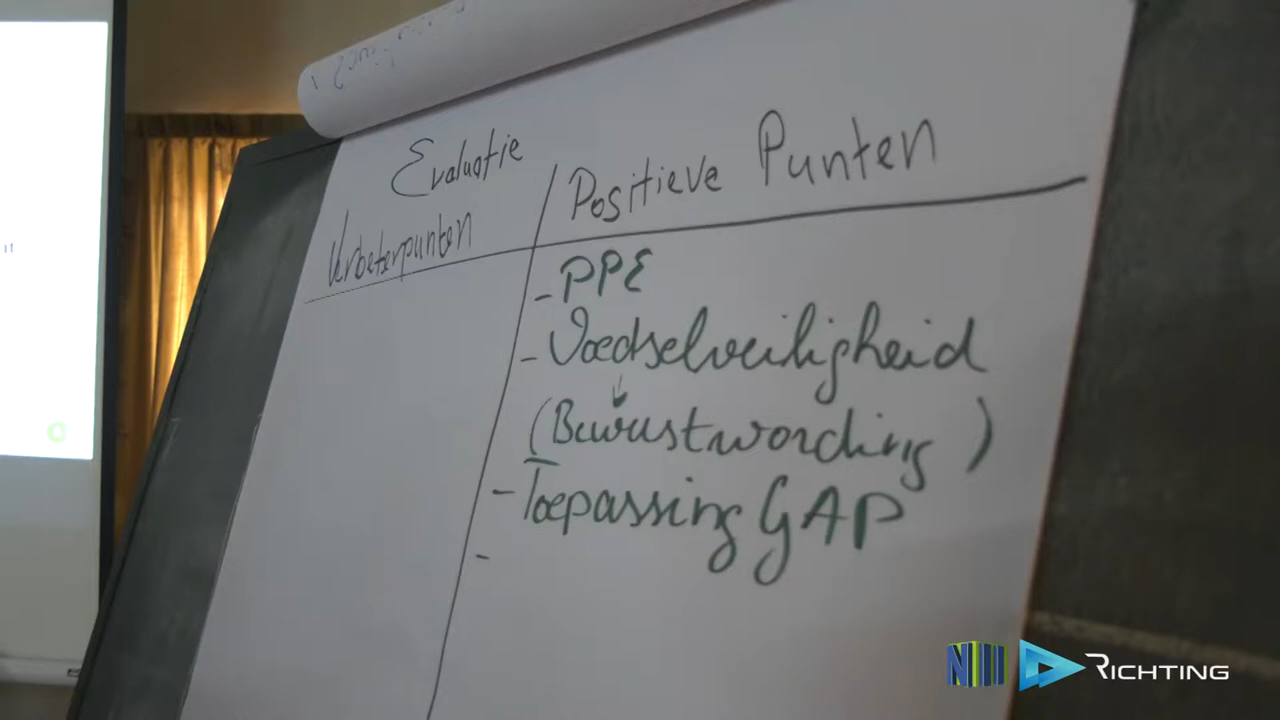 Evaluatie
Verbeterpunten
Positieve Punten
- PPE
- Voedselveiligheid
(Bewustwording)
- Toepassing GAP
-
NII RICHTING